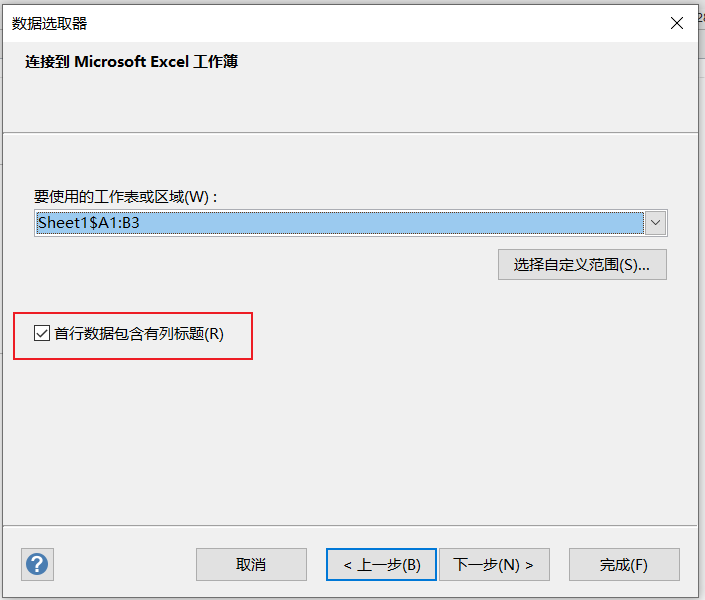 数据选取器
连接到 Microsoft Excel 工作簿
要使用的工作表或区域(W) :
Sheet1$A1:B3
选择自定义范围(S)...
首行数据包含有列标题(R)
?
取消
< 上一步(B)
下一步(N) >
完成(F)